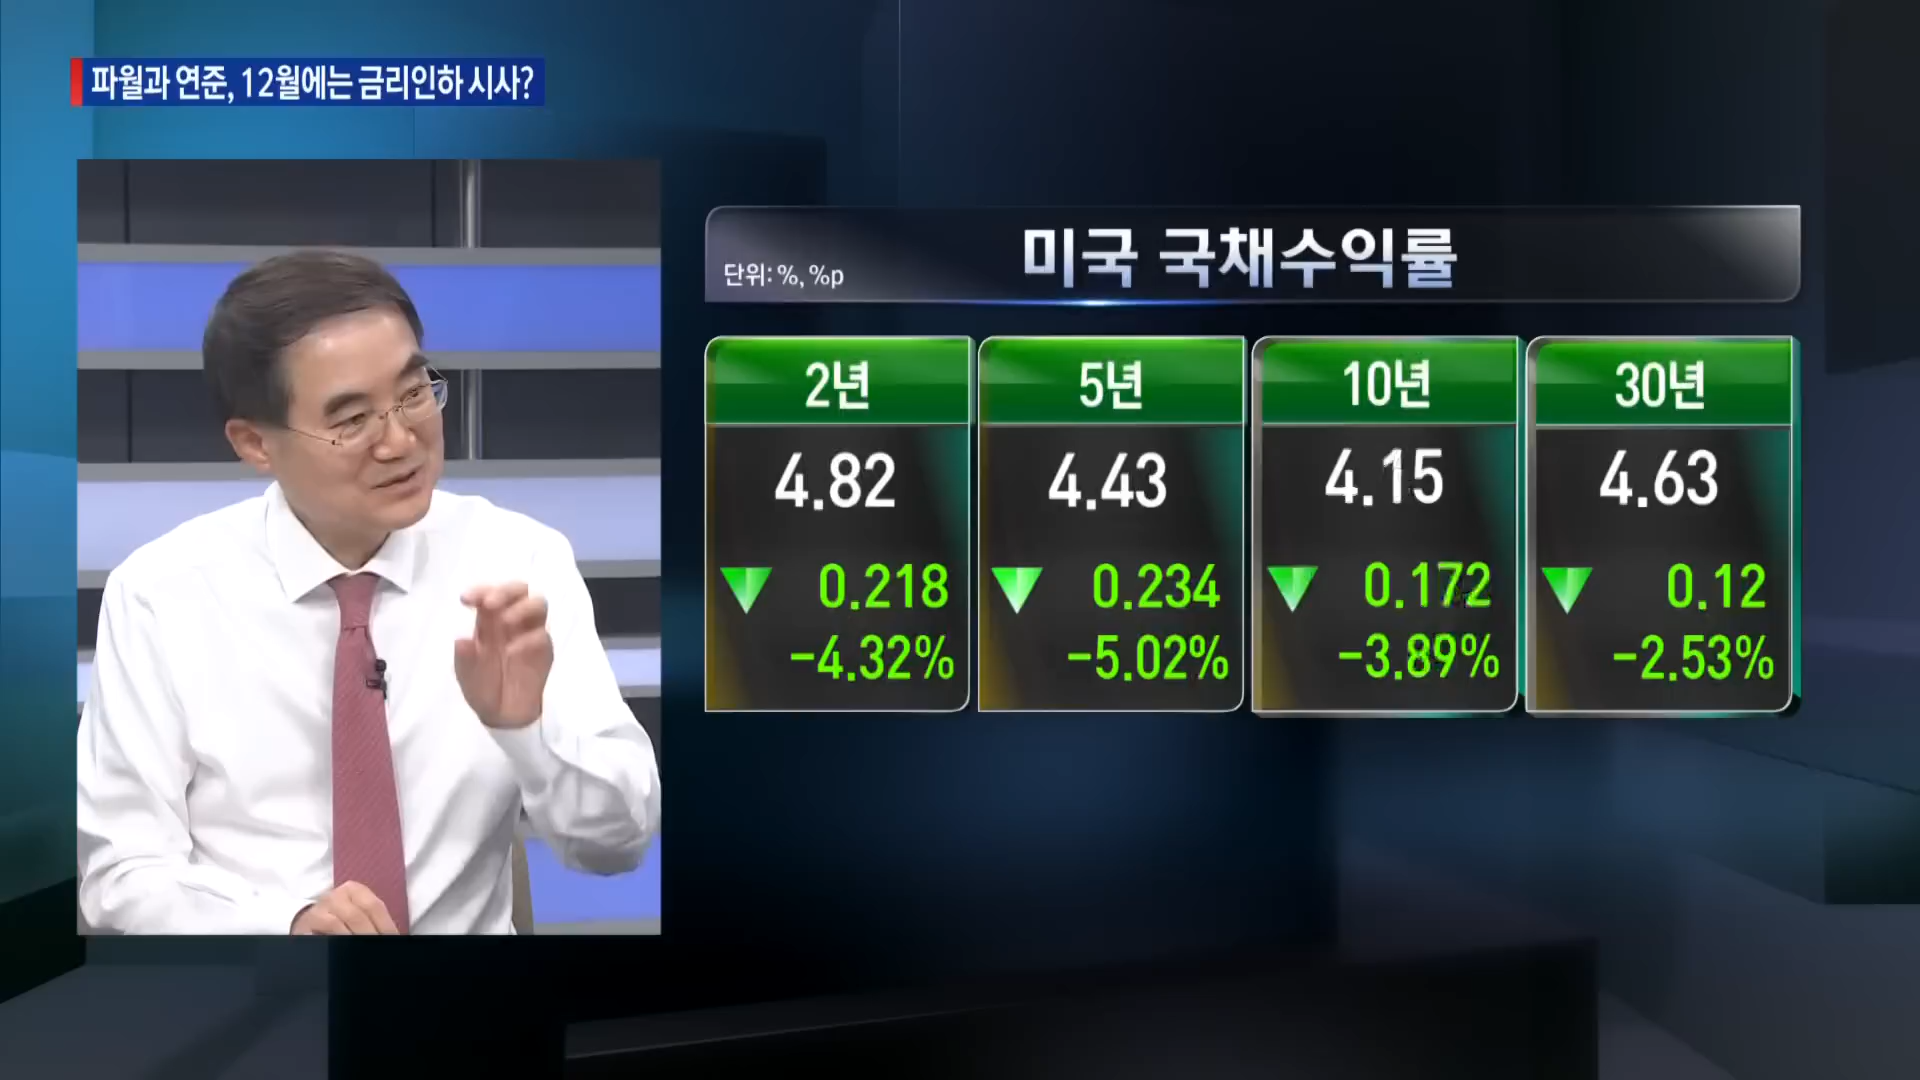 파월과 연준, 12월에는 금리인하 시사?
미국 국채수익률
단위: %, %p
2년
4.82
▼ 0.218
-4.32%
5년
4.43
▼ 0.234
-5.02%
10년
4.15
▼ 0.172
-3.89%
30년
4.63
▼ 0.12
-2.53%